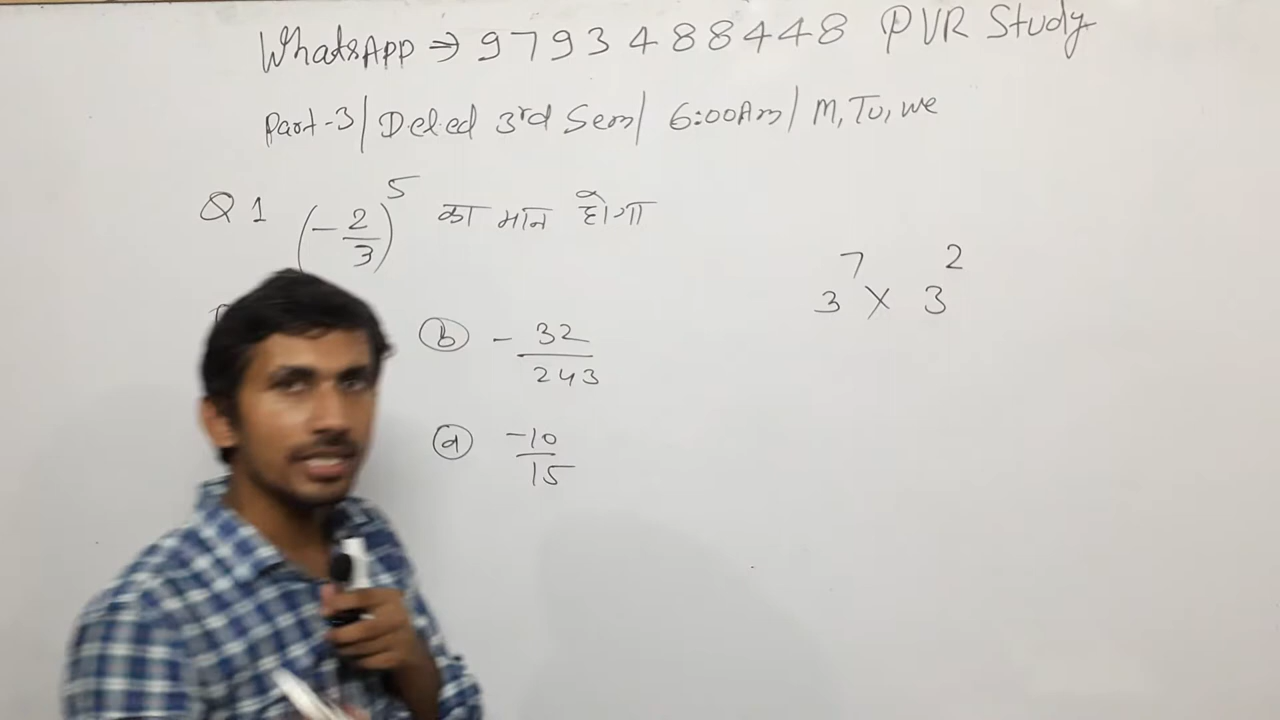 WhatsApp ⇒ 9793488448 PVR Study
Part-3/ D.el.ed 3rd Sem/ 6:00Am/ M, Tu, we
Q 1 (-2/3)^5 का मान होगा
3^7 × 3^2
(b) - 32/243
(d) -10/15